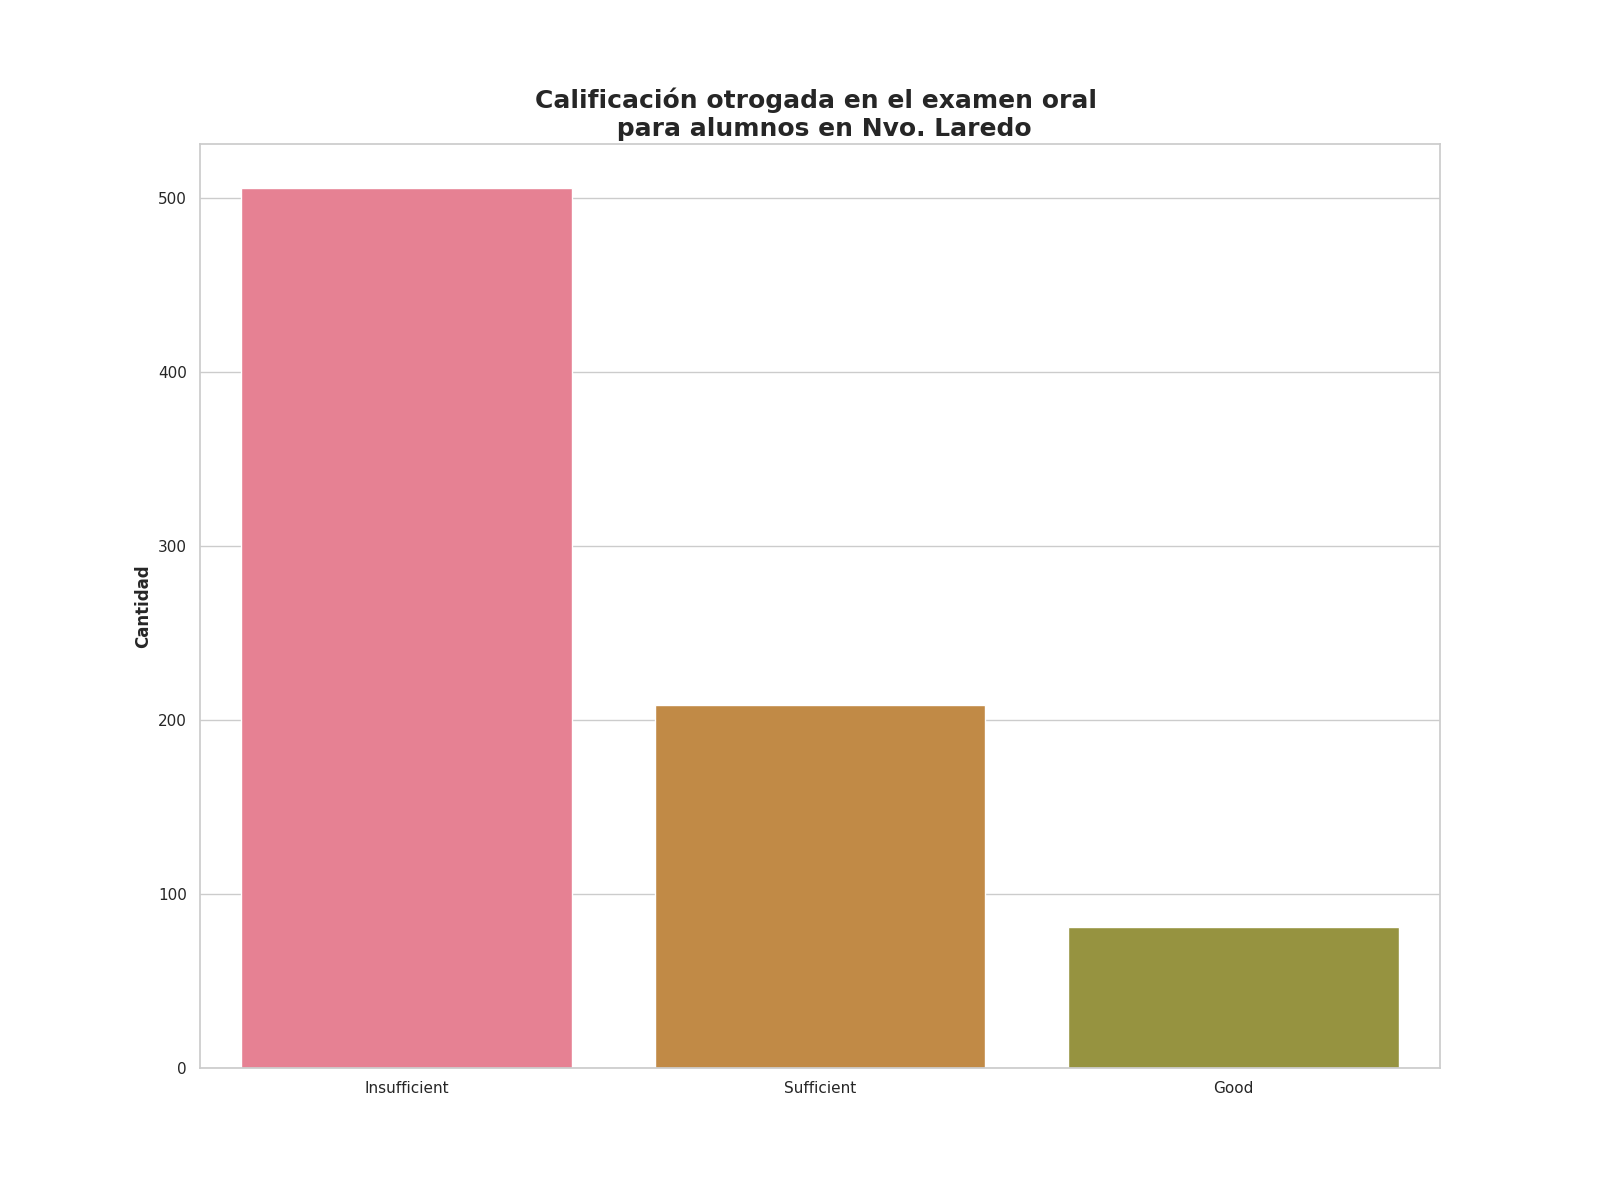 Calificación otrogada en el examen oral
para alumnos en Nvo. Laredo
500
400
300
200
100
0
Cantidad
Insufficient
Sufficient
Good